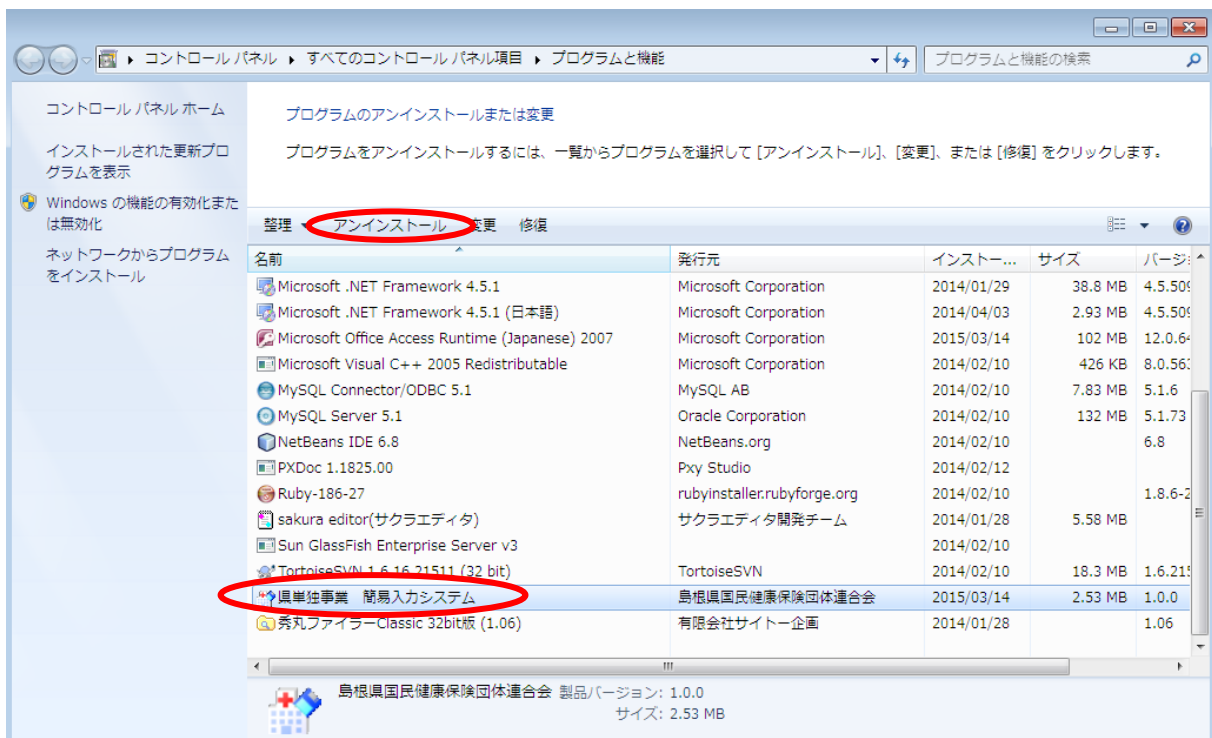 コントロール パネル ▸ すべてのコントロール パネル項目 ▸ プログラムと機能
プログラムと機能の検索
コントロール パネル ホーム
インストールされた更新プロ
グラムを表示
Windows の機能の有効化また
は無効化
ネットワークからプログラム
をインストール
プログラムのアンインストールまたは変更
プログラムをアンインストールするには、一覧からプログラムを選択して [アンインストール]、[変更]、または [修復] をクリックします。
整理 アンインストール 変更 修復
名前 発行元 インストー... サイズ バージ
Microsoft .NET Framework 4.5.1 Microsoft Corporation 2014/01/29 38.8 MB 4.5.509
Microsoft .NET Framework 4.5.1 (日本語) Microsoft Corporation 2014/04/03 2.93 MB 4.5.509
Microsoft Office Access Runtime (Japanese) 2007 Microsoft Corporation 2015/03/14 102 MB 12.0.64
Microsoft Visual C++ 2005 Redistributable Microsoft Corporation 2014/02/10 426 KB 8.0.56
MySQL Connector/ODBC 5.1 MySQL AB 2014/02/10 7.83 MB 5.1.6
MySQL Server 5.1 Oracle Corporation 2014/02/10 132 MB 5.1.73
NetBeans IDE 6.8 NetBeans.org 2014/02/10 6.8
PXDoc 1.1825.00 Pxy Studio 2014/02/12
Ruby-186-27 rubyinstaller.rubyforge.org 2014/02/10 1.8.6-2
sakura editor(サクラエディタ) サクラエディタ開発チーム 2014/01/28 5.58 MB
Sun GlassFish Enterprise Server v3 2014/02/10
TortoiseSVN 1.6.16.21511 (32 bit) TortoiseSVN 2014/02/10 18.3 MB 1.6.215
県単独事業 簡易入力システム 島根県国民健康保険団体連合会 2015/03/14 2.53 MB 1.0.0
秀丸ファイラーClassic 32bit版 (1.06) 有限会社サイトー企画 2014/01/28 1.06
島根県国民健康保険団体連合会 製品バージョン: 1.0.0
サイズ: 2.53 MB